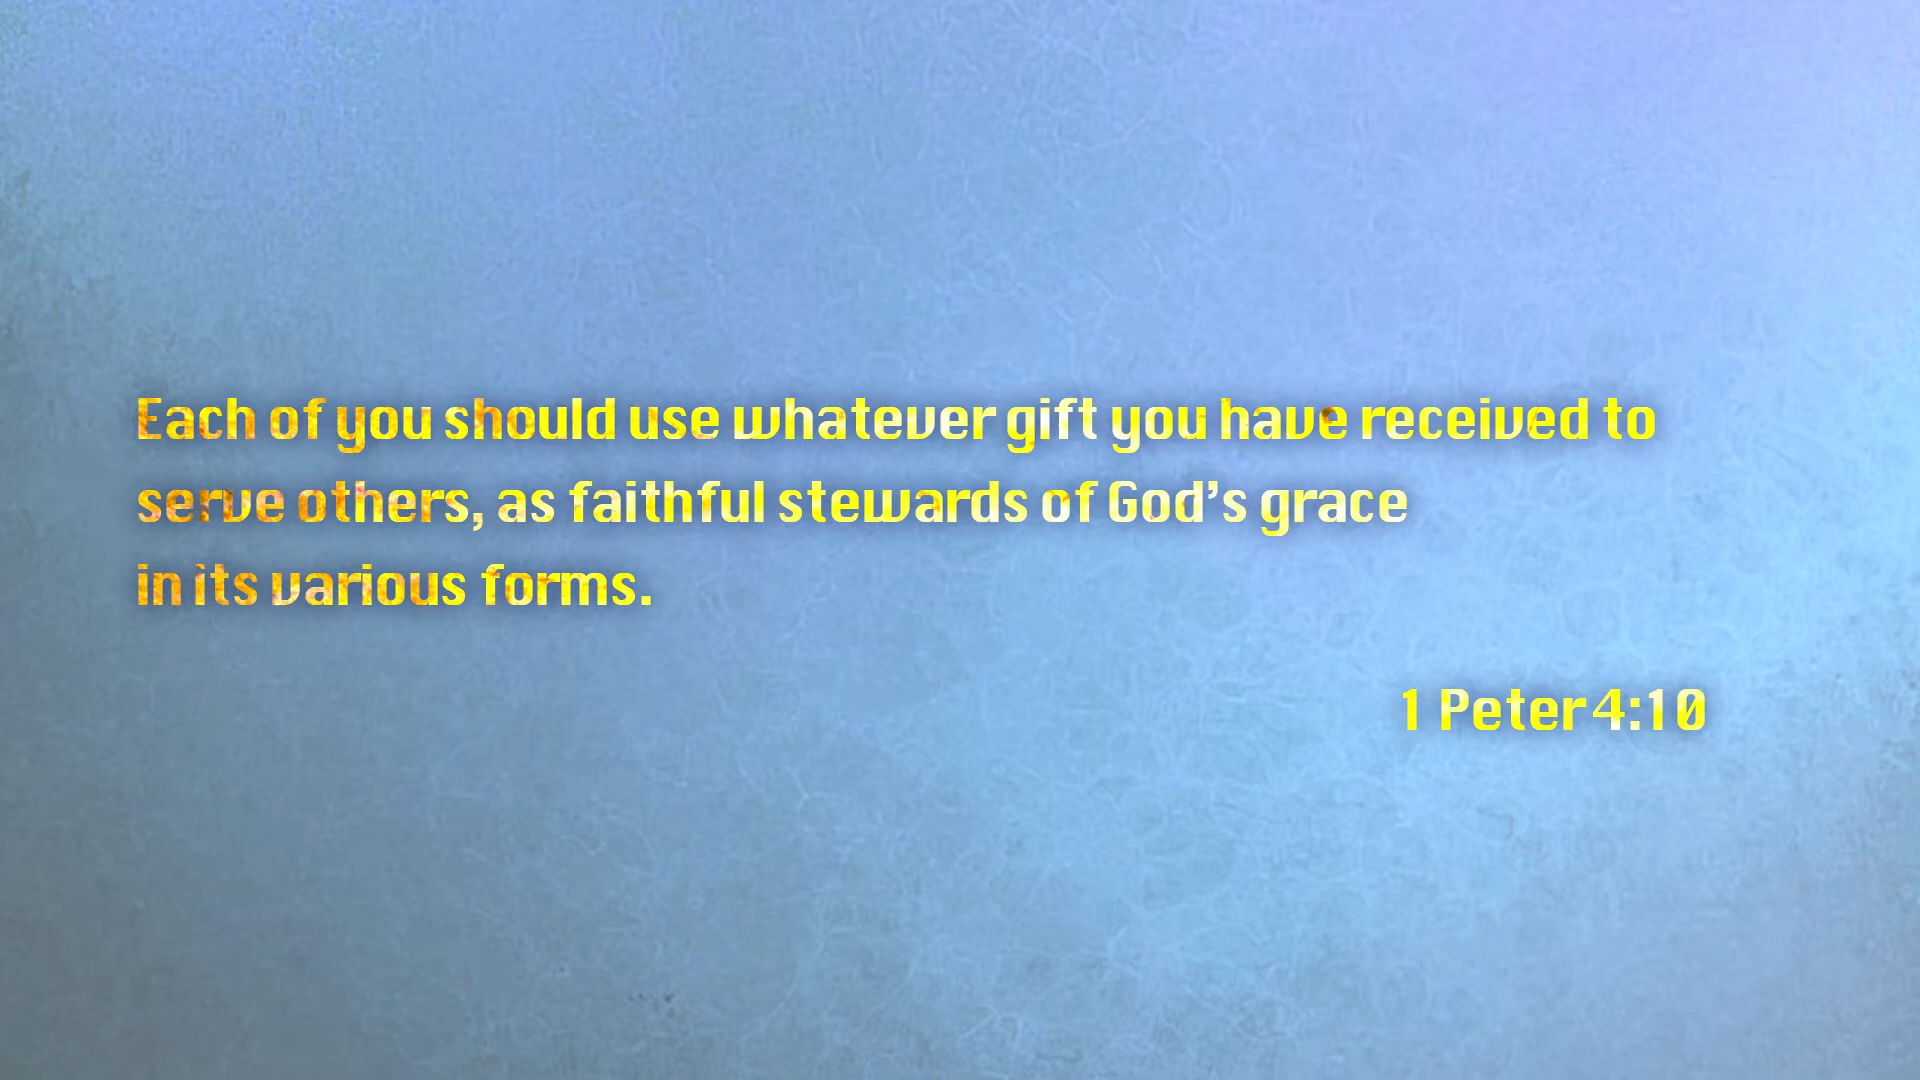 Each of you should use whatever gift you have received to
serve others, as faithful stewards of God’s grace
in its various forms.
1 Peter 4:10